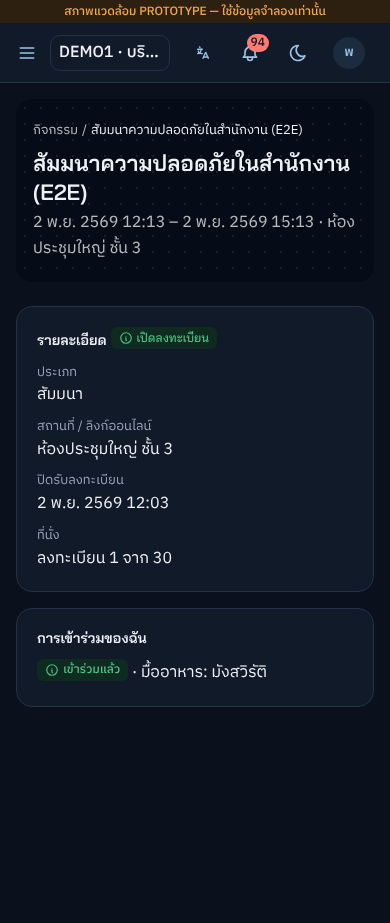 สภาพแวดล้อม PROTOTYPE — ใช้ข้อมูลจำลองเท่านั้น
DEMO1 · บริ...
94
W
กิจกรรม / สัมมนาความปลอดภัยในสำนักงาน (E2E)
สัมมนาความปลอดภัยในสำนักงาน
(E2E)
2 พ.ย. 2569 12:13 – 2 พ.ย. 2569 15:13 · ห้อง
ประชุมใหญ่ ชั้น 3
รายละเอียด เปิดลงทะเบียน
ประเภท
สัมมนา
สถานที่ / ลิงก์ออนไลน์
ห้องประชุมใหญ่ ชั้น 3
ปิดรับลงทะเบียน
2 พ.ย. 2569 12:03
ที่นั่ง
ลงทะเบียน 1 จาก 30
การเข้าร่วมของฉัน
เข้าร่วมแล้ว · มื้ออาหาร: มังสวิรัติ